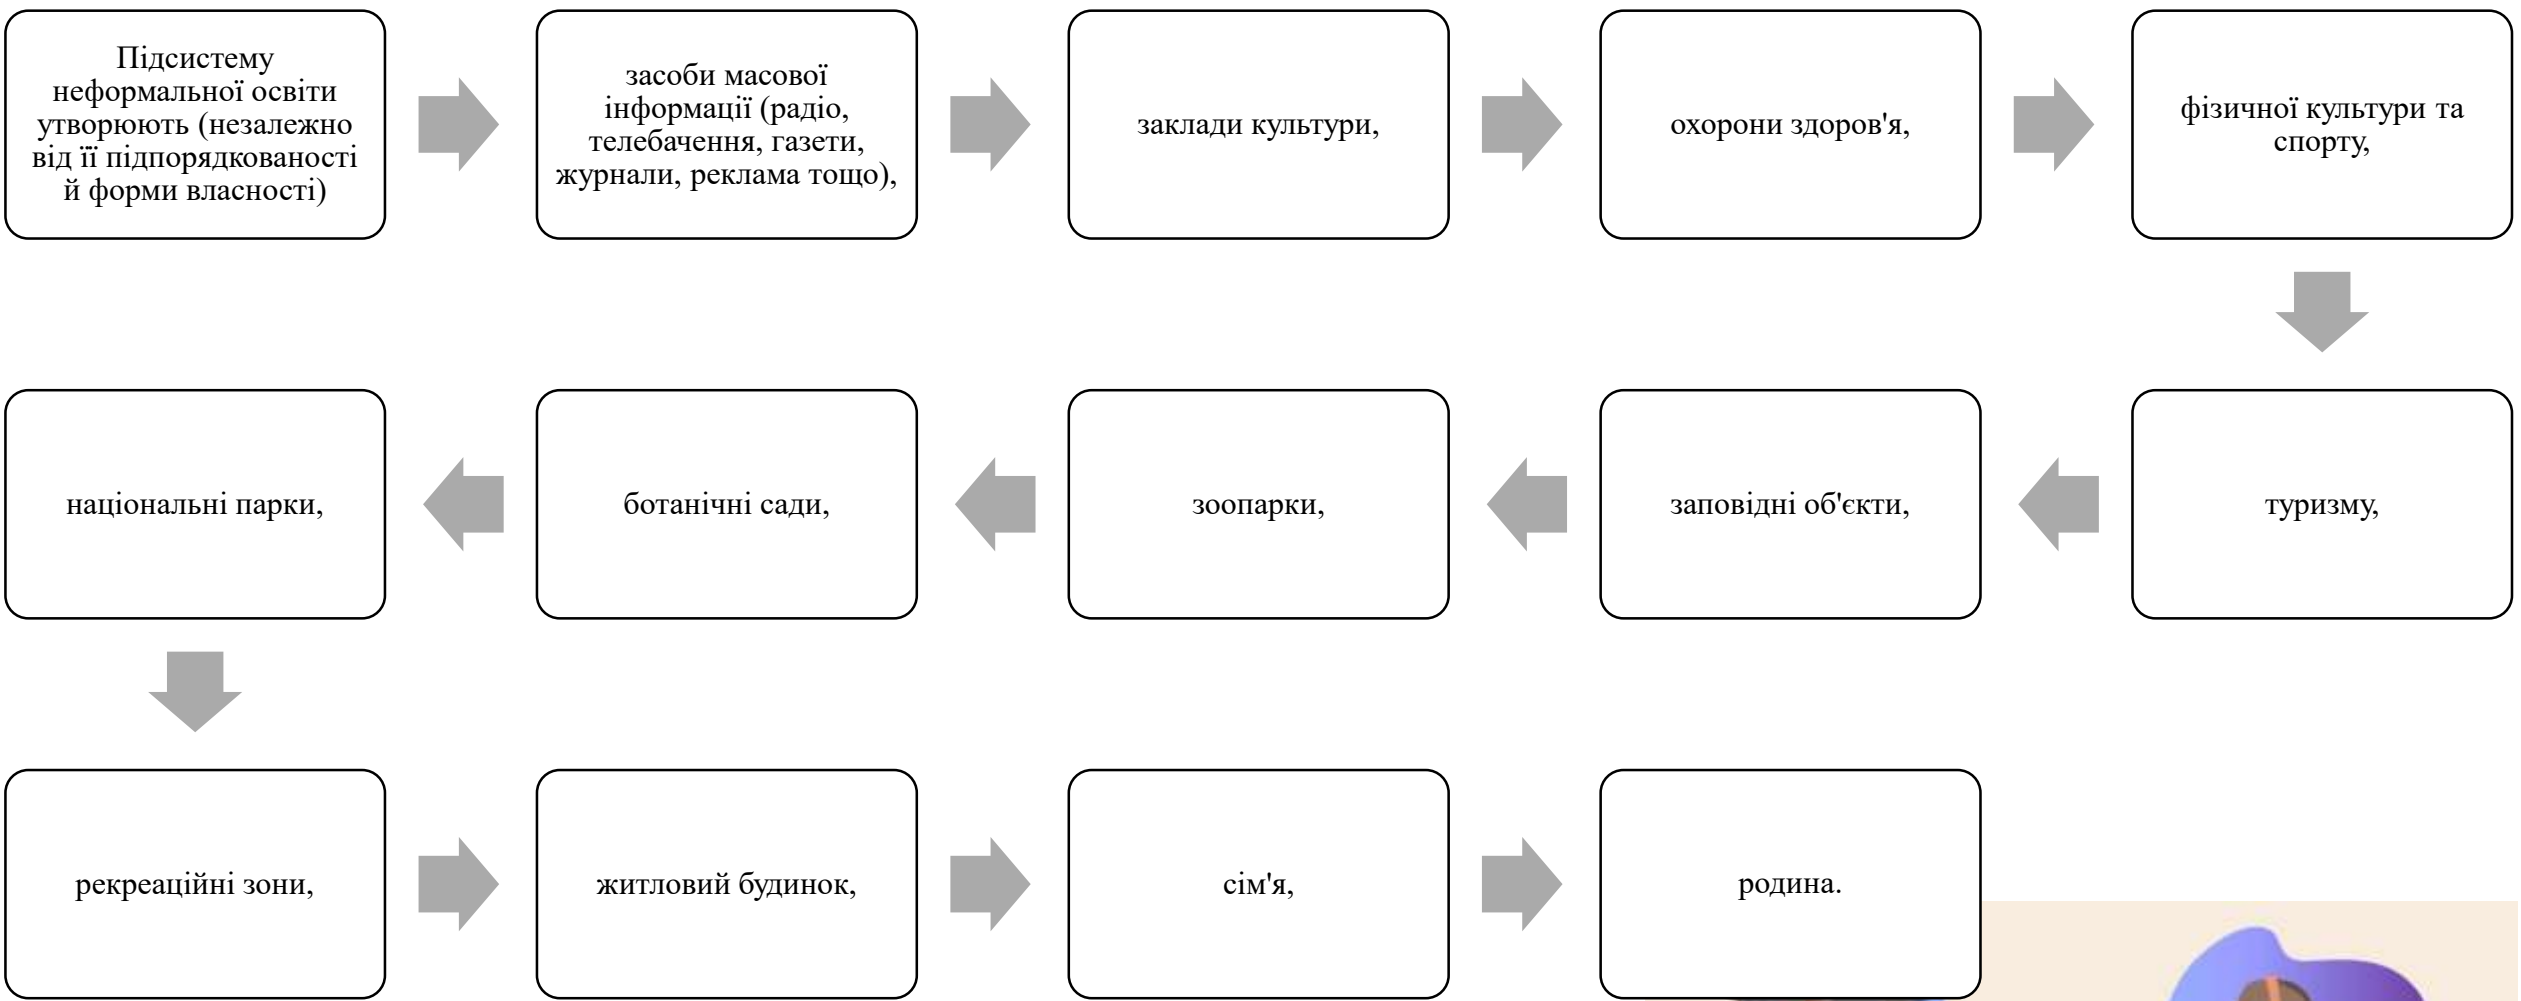 Підсистему
неформальної освіти
утворюють (незалежно
від її підпорядкованості
й форми власності)
засоби масової
інформації (радіо,
телебачення, газети,
журнали, реклама тощо),
заклади культури,
охорони здоров'я,
фізичної культури та
спорту,
туризму,
заповідні об'єкти,
зоопарки,
ботанічні сади,
національні парки,
рекреаційні зони,
житловий будинок,
сім'я,
родина.